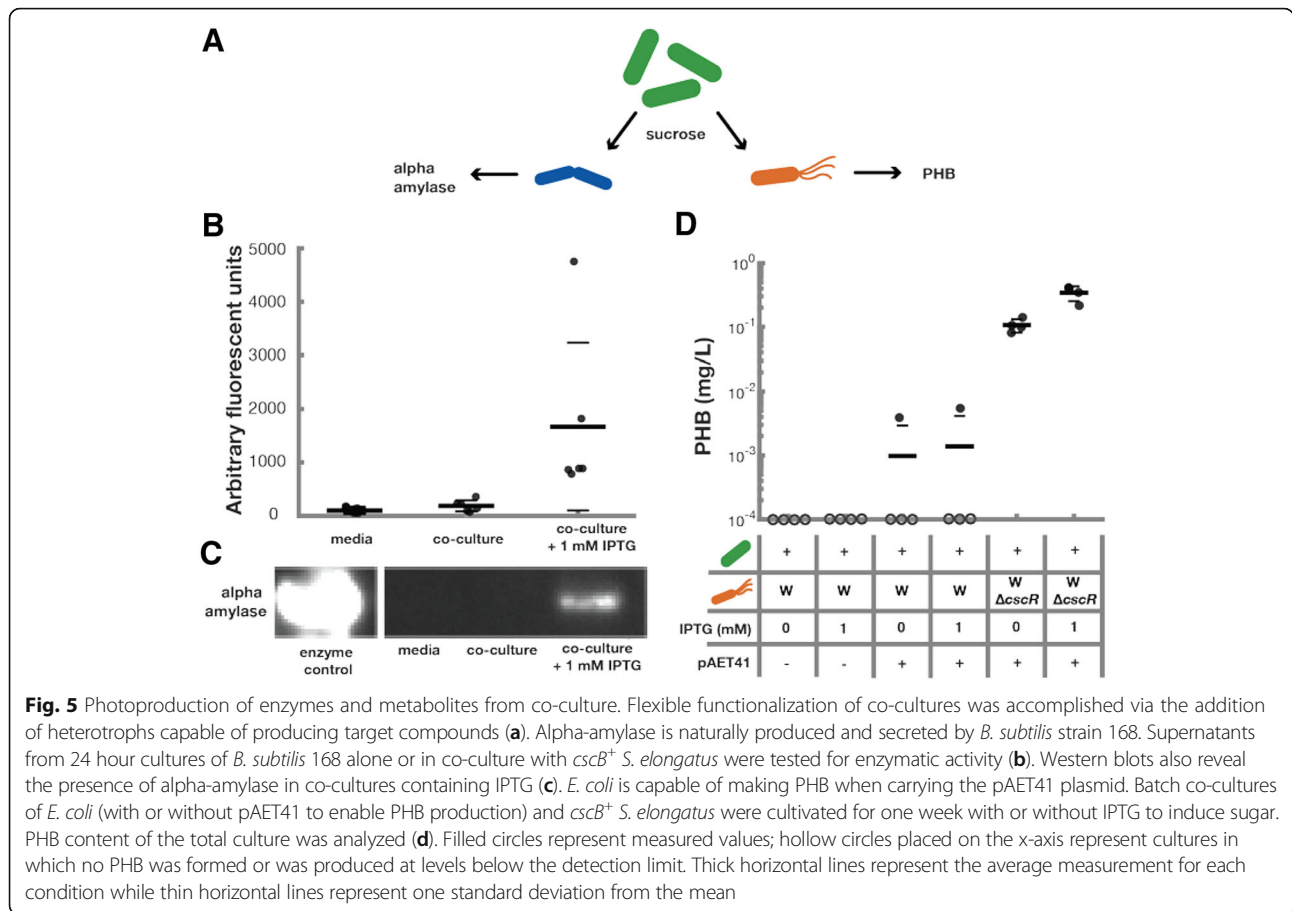 A
sucrose
alpha
amylase
PHB
B
5000
4000
3000
2000
1000
0
Arbitrary fluorescent units
media
co-culture
co-culture
+ 1 mM IPTG
C
alpha
amylase
enzyme
control
media
co-culture
co-culture
+ 1 mM IPTG
D
10⁰
10⁻¹
10⁻²
10⁻³
10⁻⁴
PHB (mg/L)
+ + + + + +
W W W W W ΔcscR W ΔcscR
IPTG (mM) 0 1 0 1 0 1
pAET41 - - + + + +
Fig. 5 Photoproduction of enzymes and metabolites from co-culture. Flexible functionalization of co-cultures was accomplished via the addition
of heterotrophs capable of producing target compounds (a). Alpha-amylase is naturally produced and secreted by B. subtilis strain 168. Supernatants
from 24 hour cultures of B. subtilis 168 alone or in co-culture with cscB⁺ S. elongatus were tested for enzymatic activity (b). Western blots also reveal
the presence of alpha-amylase in co-cultures containing IPTG (c). E. coli is capable of making PHB when carrying the pAET41 plasmid. Batch co-cultures
of E. coli (with or without pAET41 to enable PHB production) and cscB⁺ S. elongatus were cultivated for one week with or without IPTG to induce sugar.
PHB content of the total culture was analyzed (d). Filled circles represent measured values; hollow circles placed on the x-axis represent cultures in
which no PHB was formed or was produced at levels below the detection limit. Thick horizontal lines represent the average measurement for each
condition while thin horizontal lines represent one standard deviation from the mean